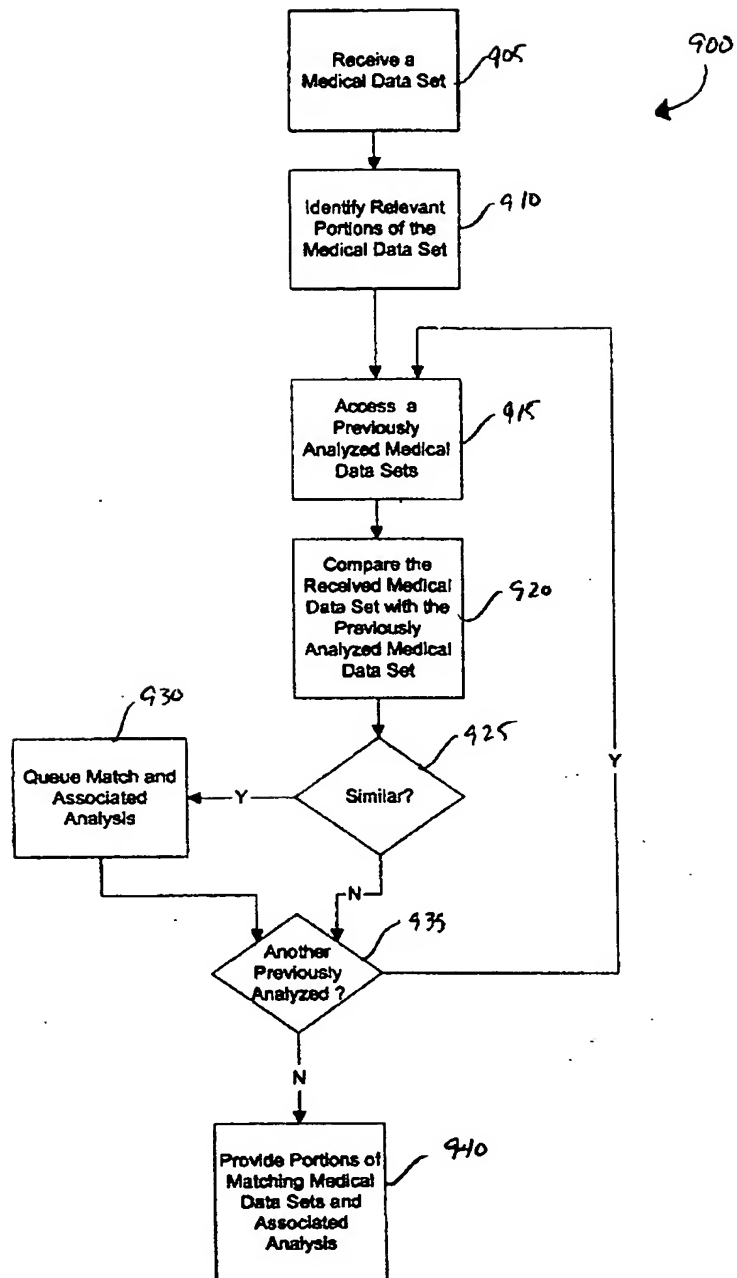 900
Receive a
Medical Data Set
905
Identify Relevant
Portions of the
Medical Data Set
910
Access a
Previously
Analyzed Medical
Data Sets
915
Compare the
Received Medical
Data Set with the
Previously
Analyzed Medical
Data Set
920
930
Queue Match and
Associated
Analysis
Y
Similar?
925
Y
N
Another
Previously
Analyzed ?
935
N
Provide Portions of
Matching Medical
Data Sets and
Associated
Analysis
940